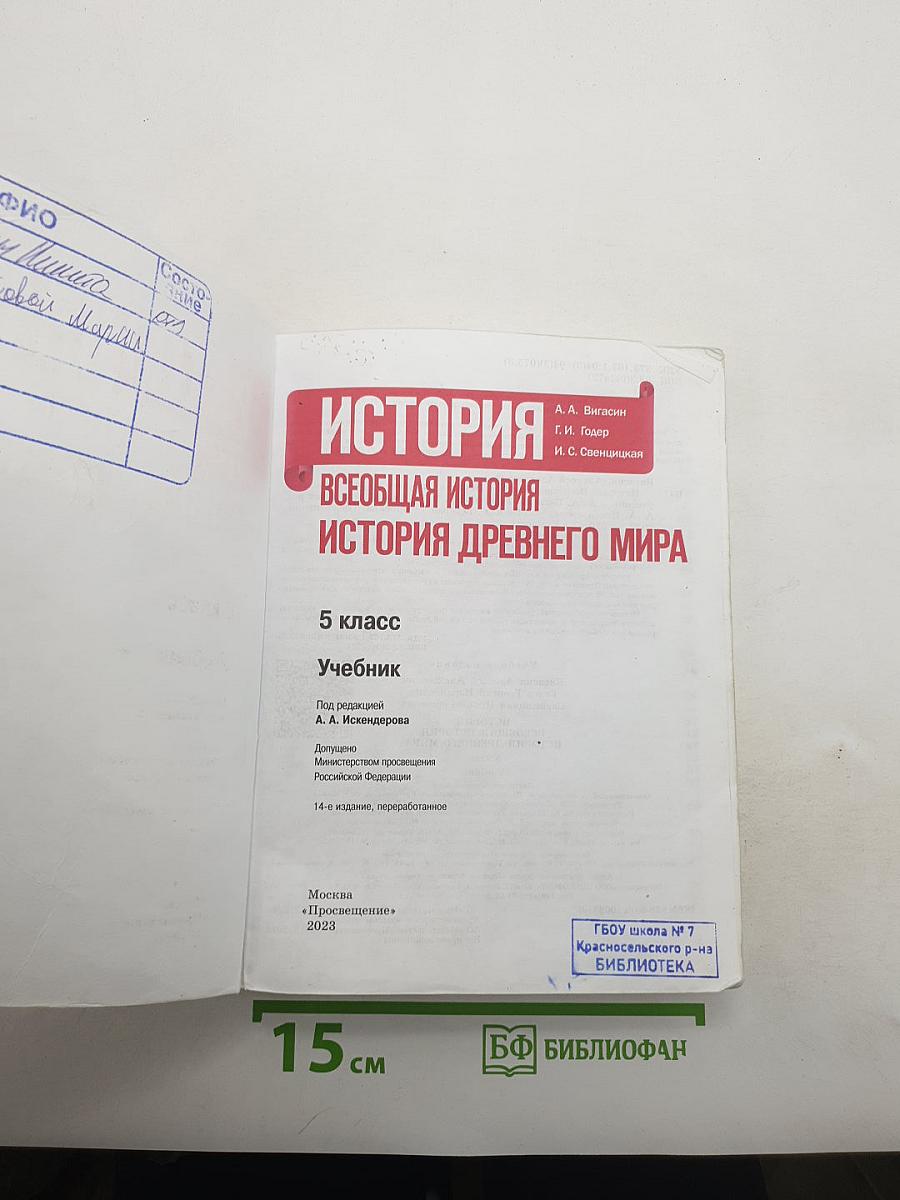 ФИО
Состо-
яние
Марии
ИСТОРИЯ
А. А. Вигасин
Г. И. Годер
И. С. Свенцицкая
ВСЕОБЩАЯ ИСТОРИЯ
ИСТОРИЯ ДРЕВНЕГО МИРА
5 класс
Учебник
Под редакцией
А. А. Искендерова
Допущено
Министерством просвещения
Российской Федерации
14-е издание, переработанное
Москва
«Просвещение»
2023
ГБОУ школа № 7
Красносельского р-на
БИБЛИОТЕКА
15 см
БФ БИБЛИОФАН